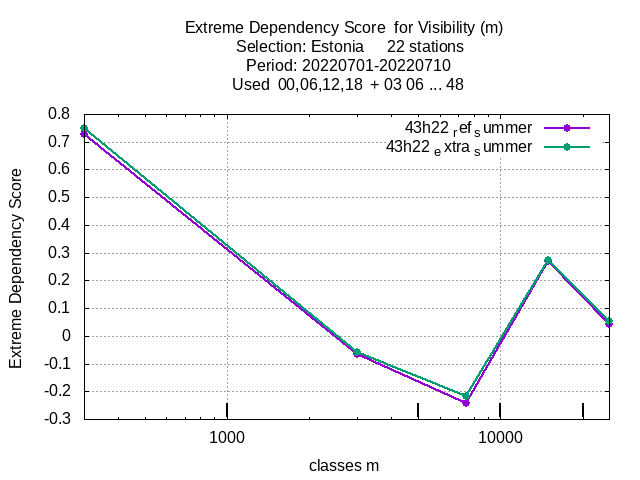 Extreme Dependency Score  for Visibility (m)
Selection: Estonia     22 stations
Period: 20220701-20220710
Used  00,06,12,18  + 03 06 ... 48
43h22 ref summer
43h22 extra summer
0.8
0.7
0.6
0.5
0.4
0.3
0.2
0.1
0
-0.1
-0.2
-0.3
Extreme Dependency Score
1000
10000
classes m